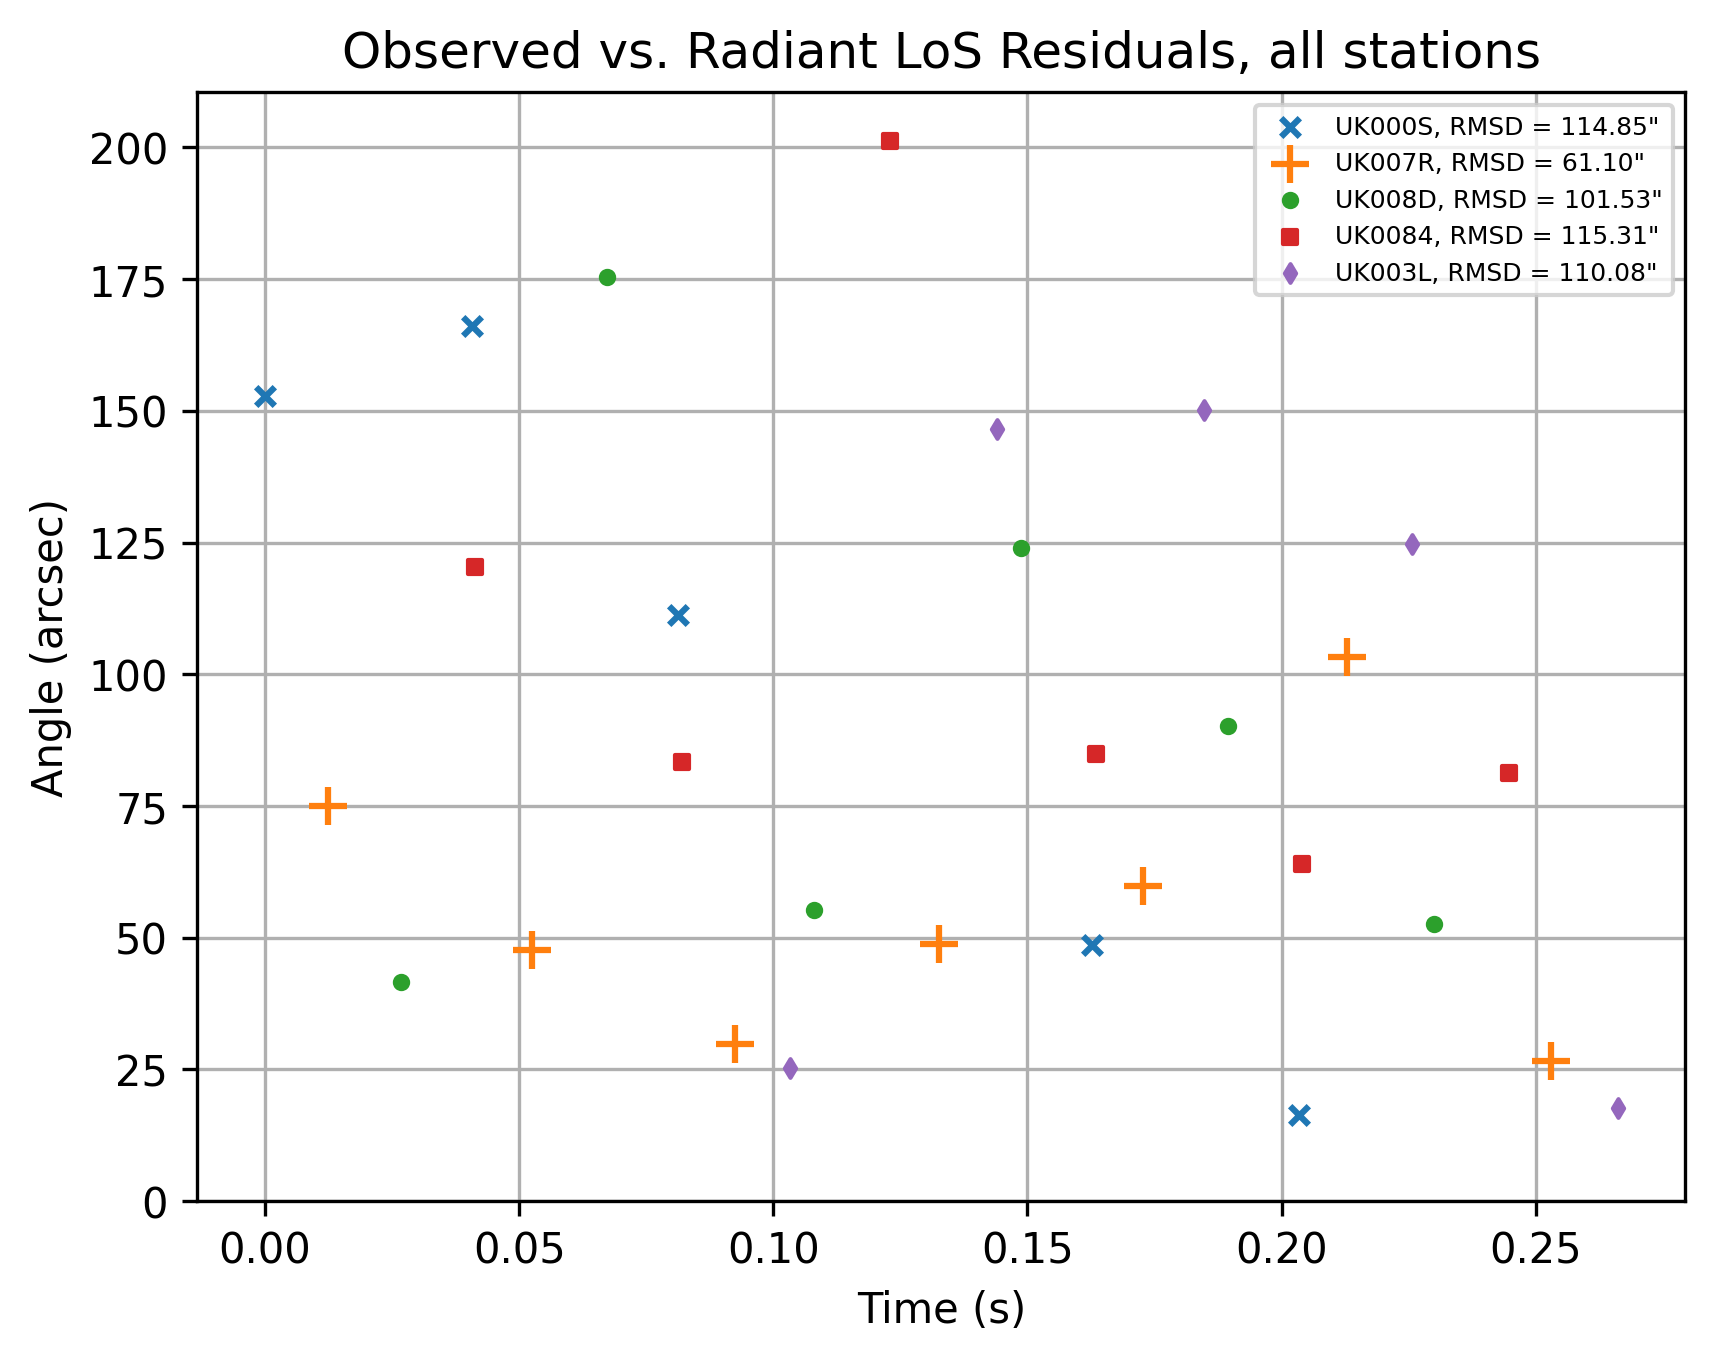 Observed vs. Radiant LoS Residuals, all stations
UK000S, RMSD = 114.85"
UK007R, RMSD = 61.10"
UK008D, RMSD = 101.53"
UK0084, RMSD = 115.31"
UK003L, RMSD = 110.08"
Angle (arcsec)
200
175
150
125
100
75
50
25
0
0.00 0.05 0.10 0.15 0.20 0.25
Time (s)